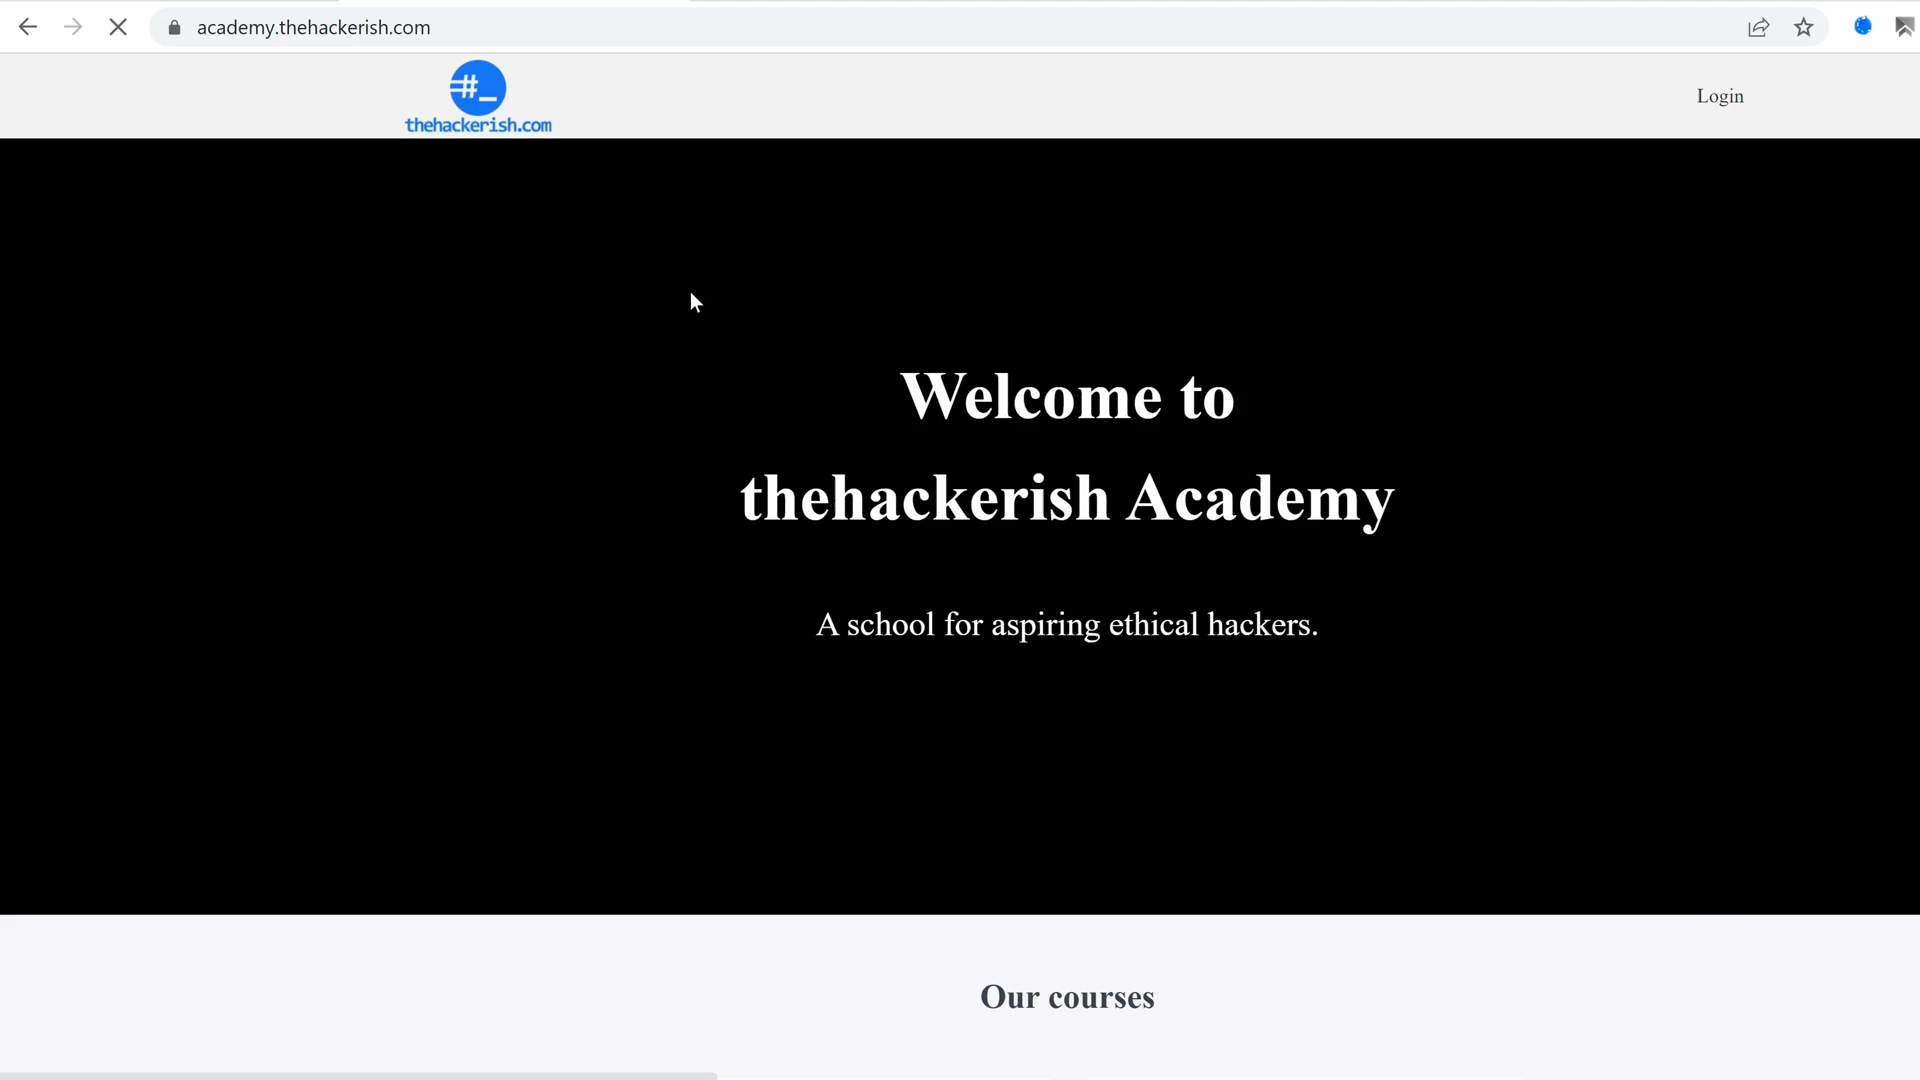 academy.thehackerish.com
#_
thehackerish.com
Login
Welcome to
thehackerish Academy
A school for aspiring ethical hackers.
Our courses